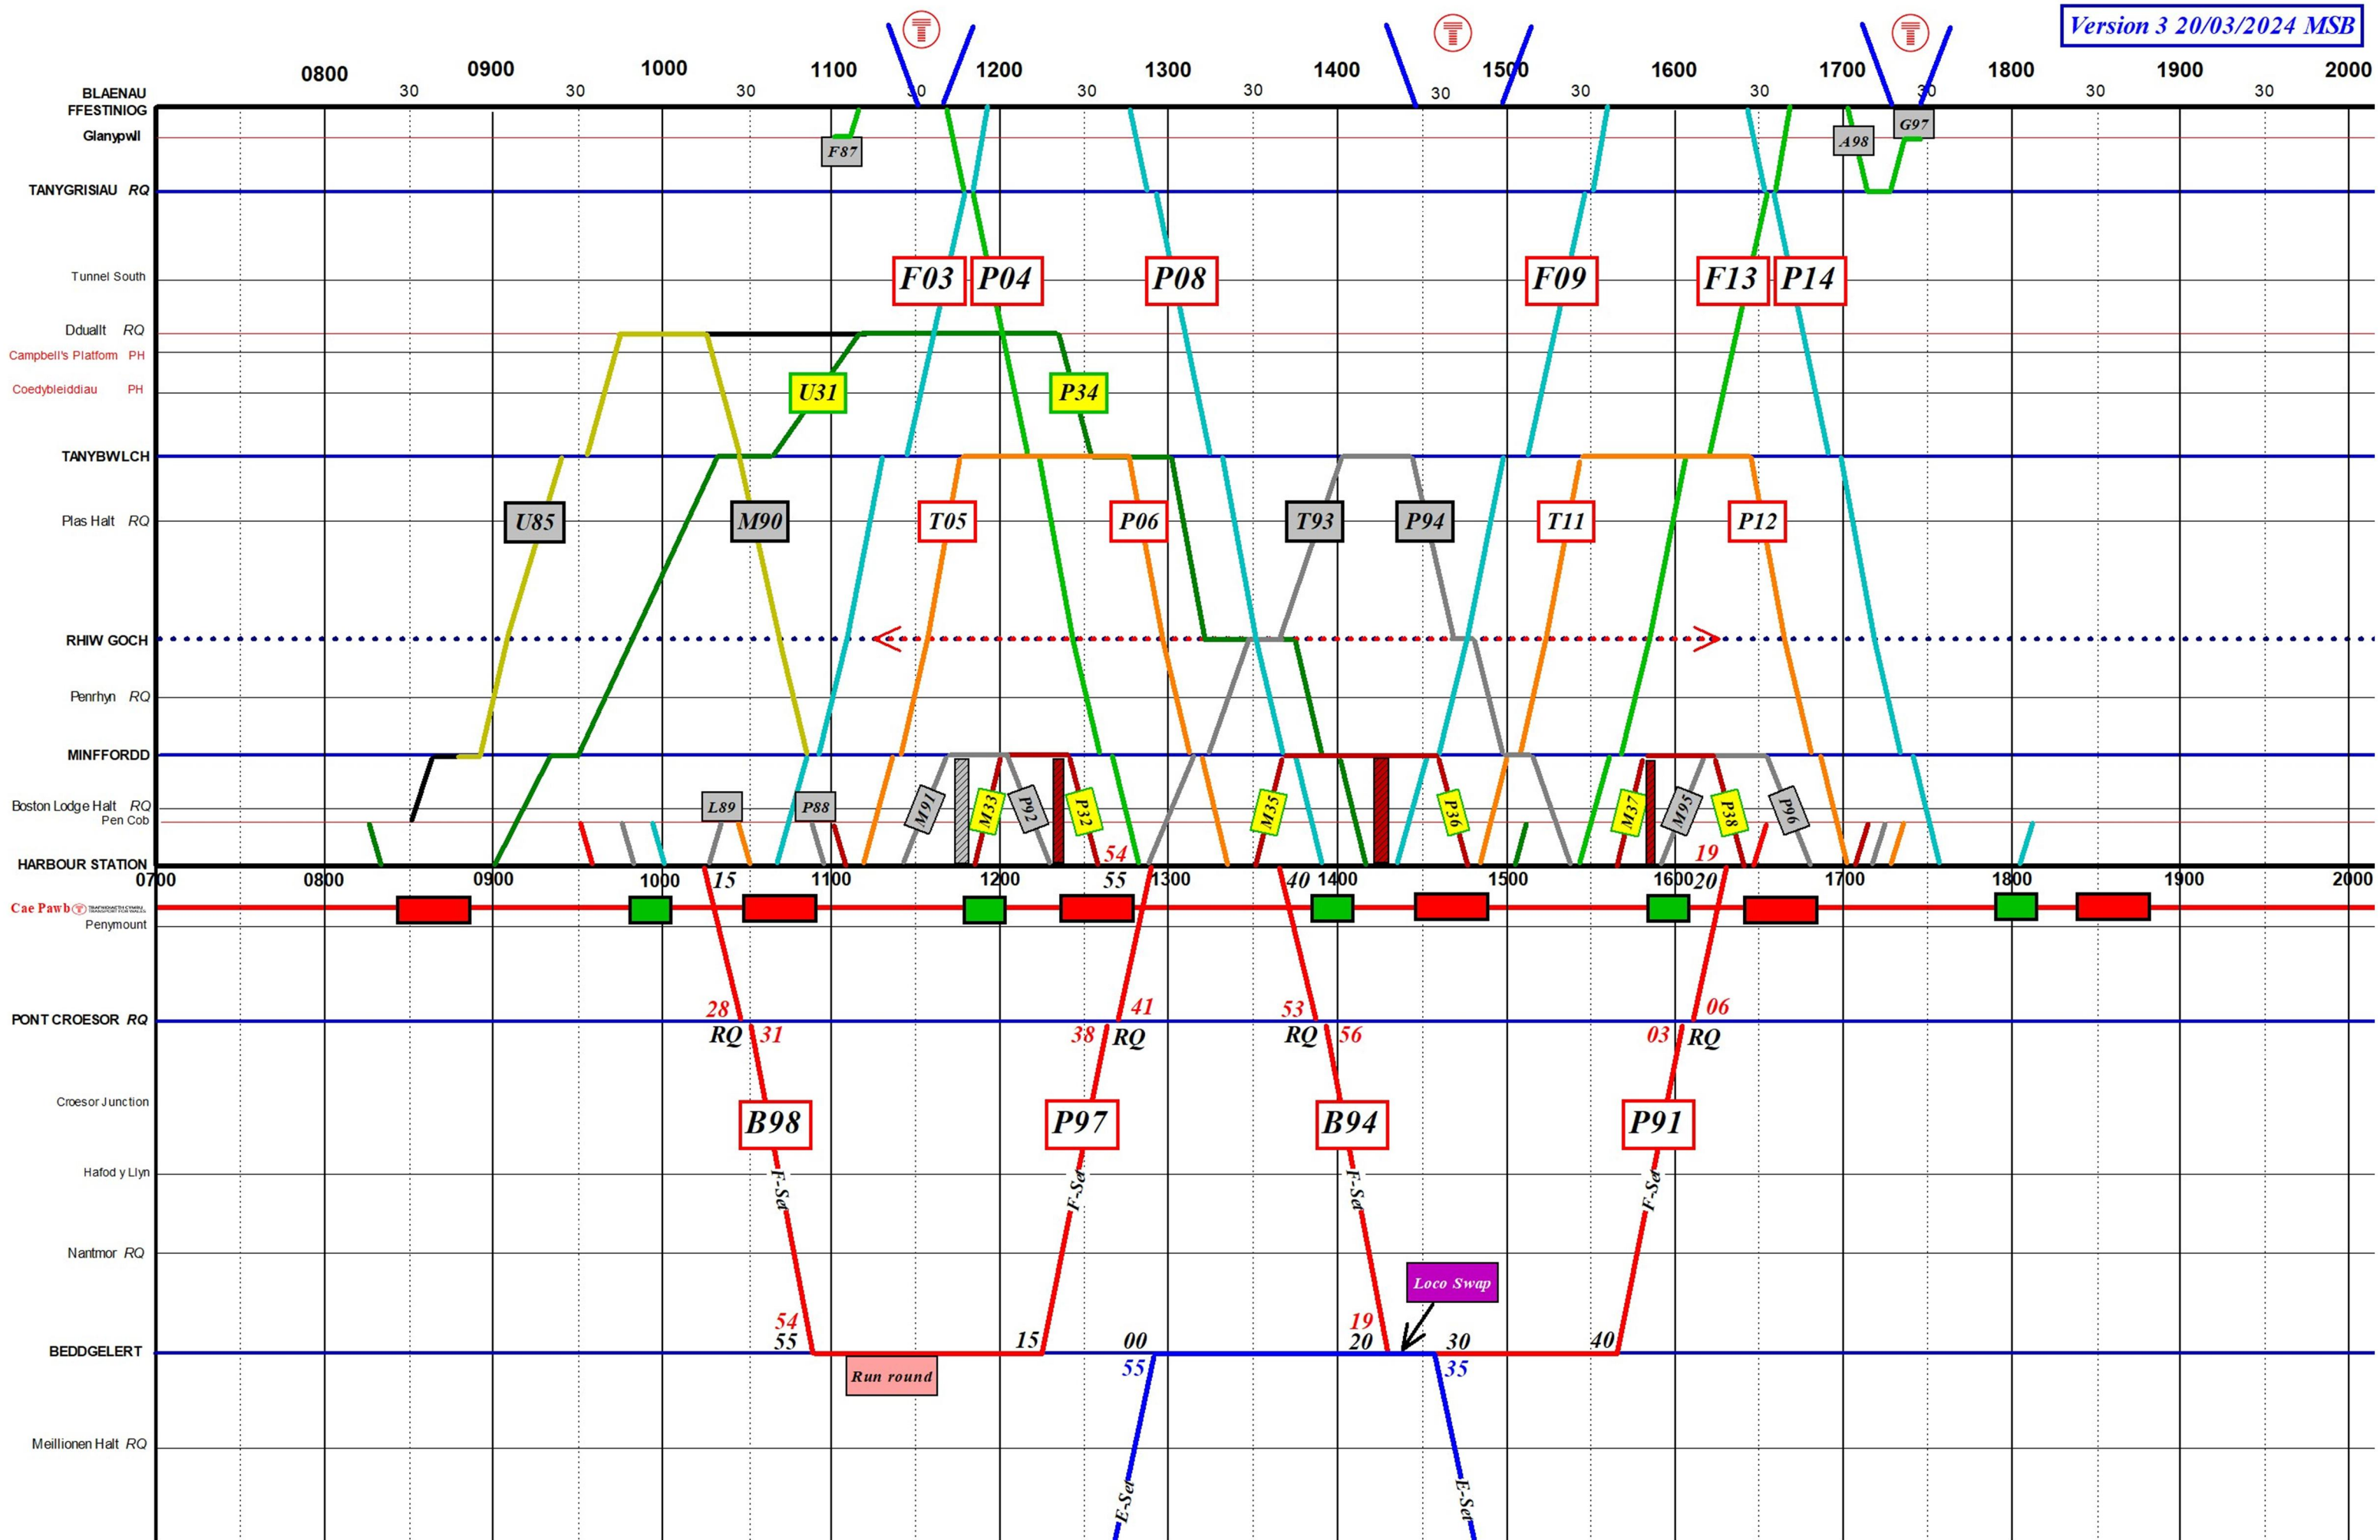 Version 3 20/03/2024 MSB
0800 0900 1000 1100 1200 1300 1400 1500 1600 1700 1800 1900 2000
30 30 30 30 30 30 30 30 30 30 30 30
BLAENAU
FFESTINIOG
Glanypwll
F87 A98 G97
TANYGRISIAU RQ
Tunnel South
F03 P04 P08 F09 F13 P14
Dduallt RQ
Campbell's Platform PH
Coedybleiddiau PH
U31 P34
TANYBWLCH
Plas Halt RQ
U85 M90 T05 P06 T93 P94 T11 P12
RHIW GOCH
Penrhyn RQ
MINFFORDD
Boston Lodge Halt RQ
Pen Cob
L89 P88 M91 M33 P92 P32 M35 P36 M37 M95 P38 P96
54 19
HARBOUR STATION
0700 0800 0900 1000 15 1100 1200 55 1300 40 1400 1500 1600 20 1700 1800 1900 2000
Cae Pawb
Penymount
28 41 53 06
PONT CROESOR RQ
RQ 31 38 RQ RQ 56 03 RQ
Croesor Junction
B98 P97 B94 P91
Hafod y Llyn
F-Set F-Set F-Set F-Set
Nantmor RQ
Loco Swap
54 19
55 15 00 20 30 40
BEDDGELERT
55 35
Run round
Meillionen Halt RQ
E-Set E-Set